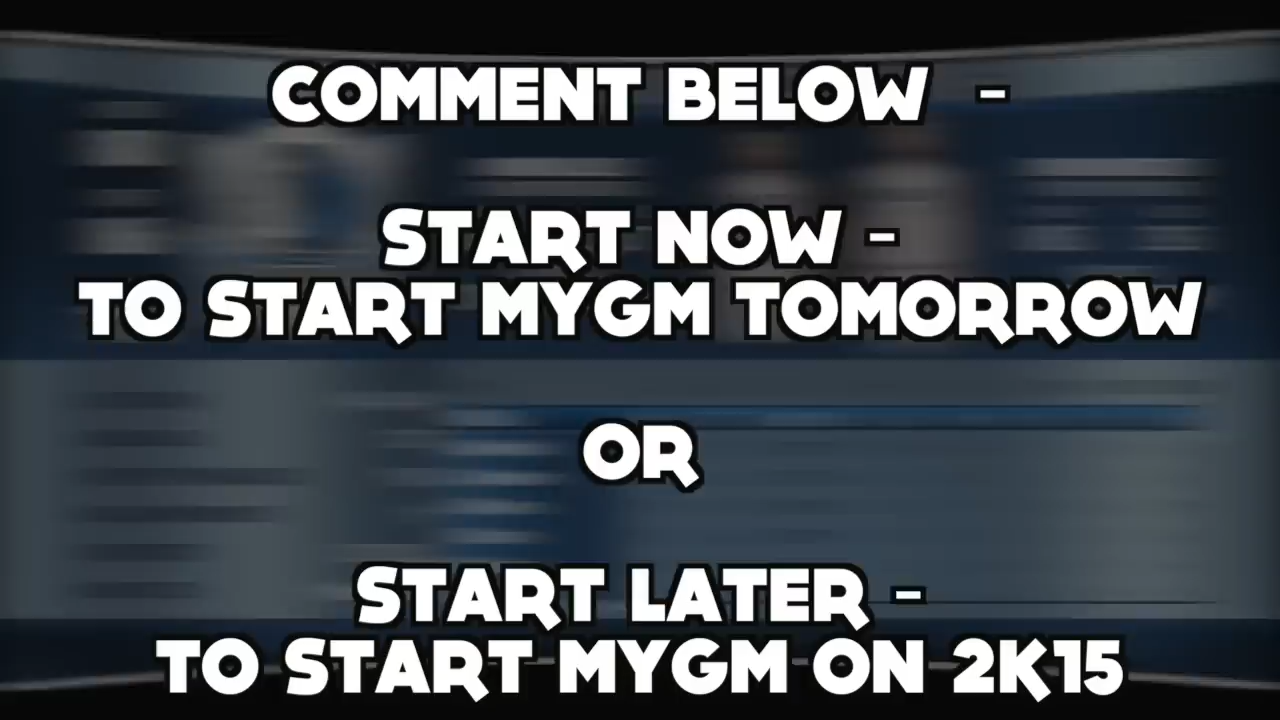 COMMENT BELOW -
START NOW -
TO START MYGM TOMORROW
OR
START LATER -
TO START MYGM ON 2K15